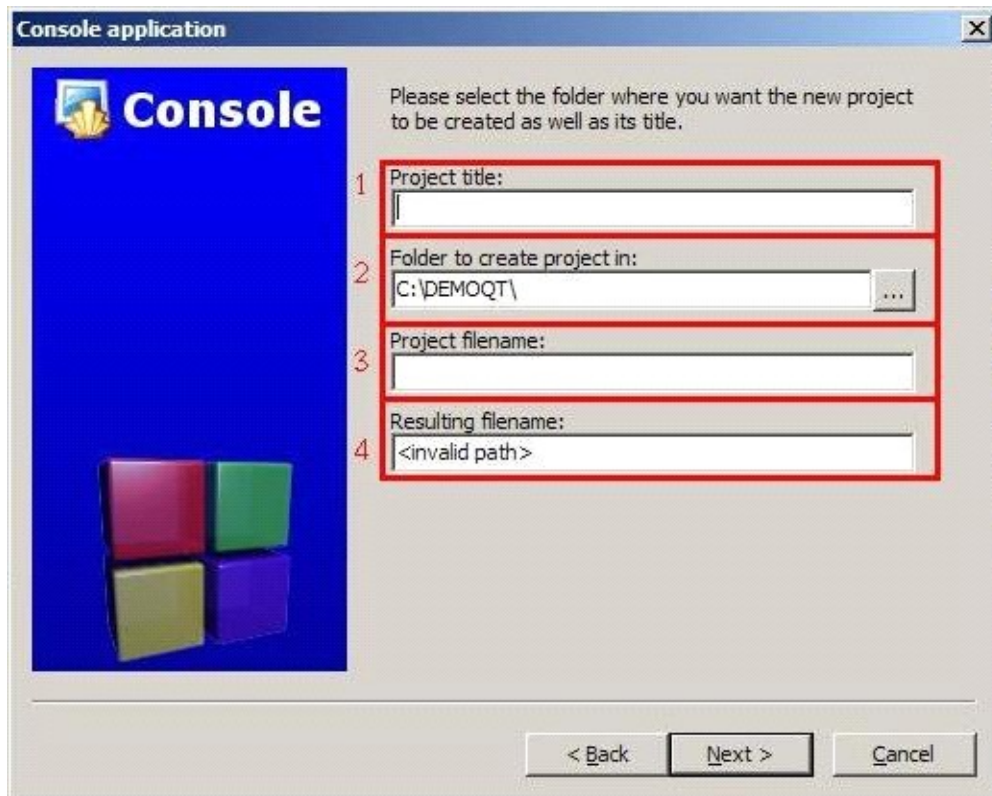 Console application
Console
Please select the folder where you want the new project
to be created as well as its title.
1
Project title:
2
Folder to create project in:
C:\DEMOQT\
...
3
Project filename:
4
Resulting filename:
<invalid path>
< Back
Next >
Cancel